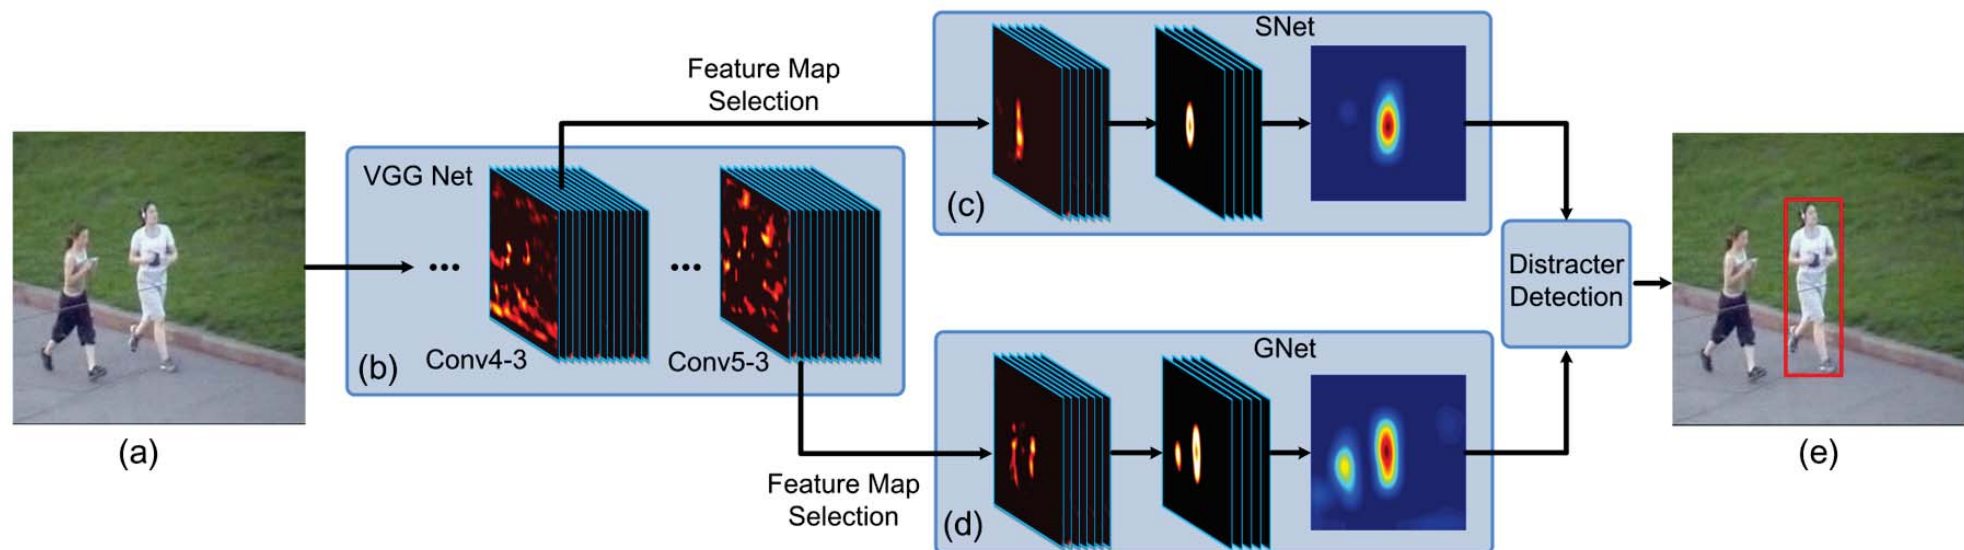 SNet
Feature Map
Selection
(c)
VGG Net
...
...
Conv4-3
Conv5-3
(b)
Distracter
Detection
GNet
Feature Map
Selection
(d)
(a)
(e)